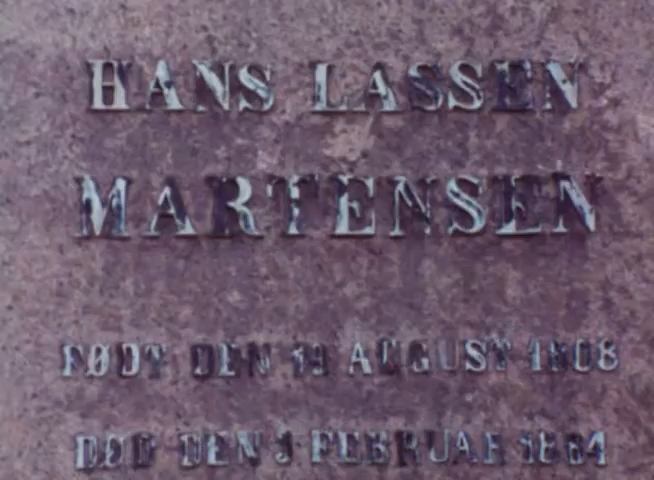 HANS LASSEN
MARTENSEN
FØDT DEN 19 AUGUST 1808
DØD DEN 3 FEBRUAR 1884